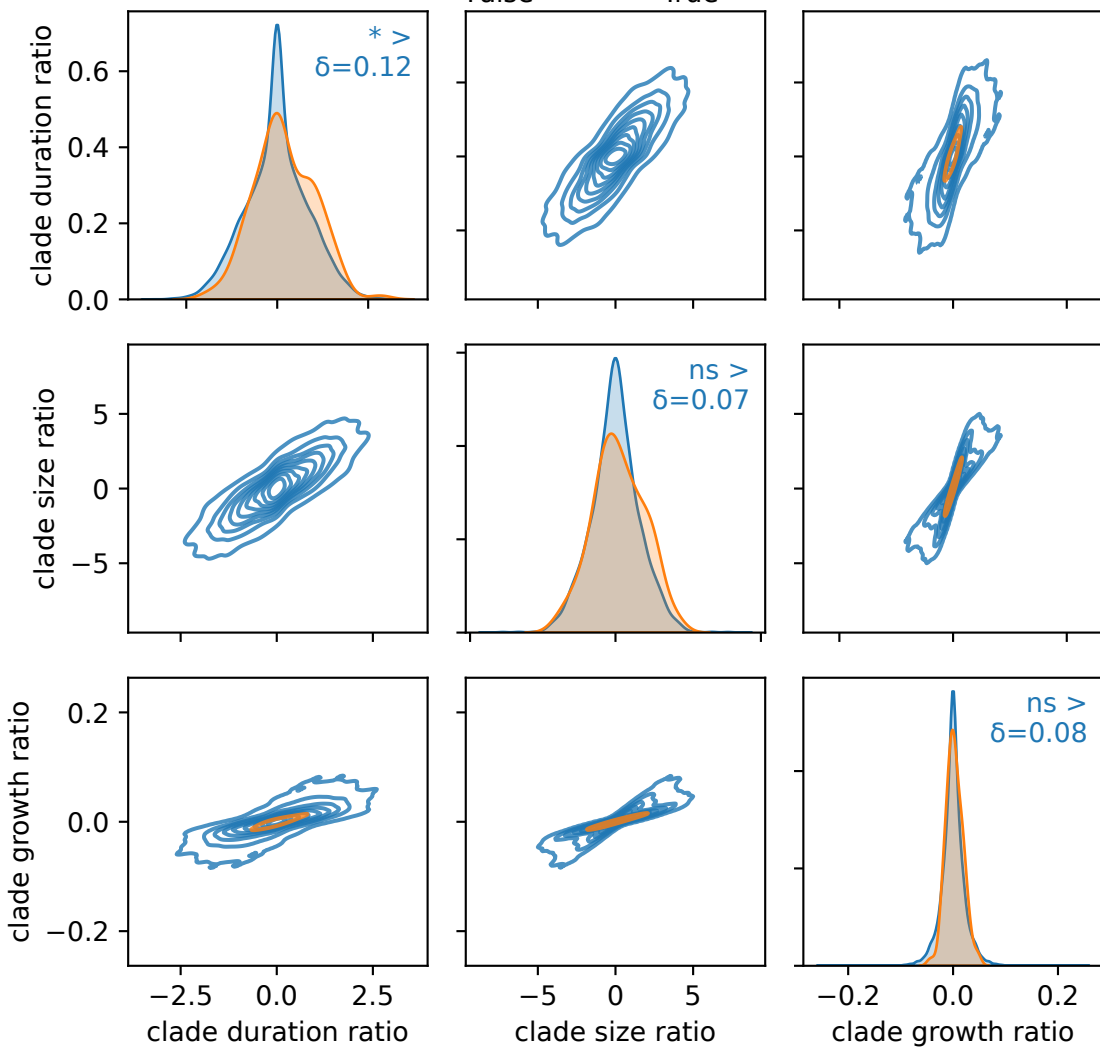 clade duration ratio
0.6
0.4
0.2
0.0
* >
δ=0.12
clade size ratio
5
0
−5
ns >
δ=0.07
clade growth ratio
0.2
0.0
−0.2
ns >
δ=0.08
−2.5 0.0 2.5
−5 0 5
−0.2 0.0 0.2
clade duration ratio
clade size ratio
clade growth ratio